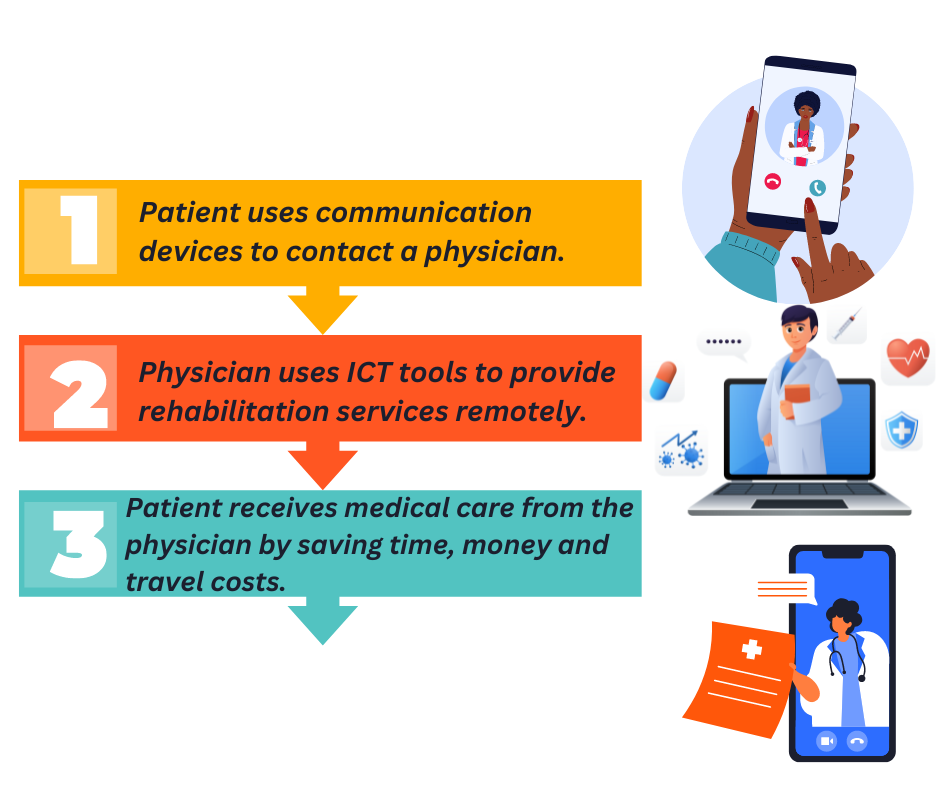 1
Patient uses communication
devices to contact a physician.
2
Physician uses ICT tools to provide
rehabilitation services remotely.
3
Patient receives medical care from the
physician by saving time, money and
travel costs.